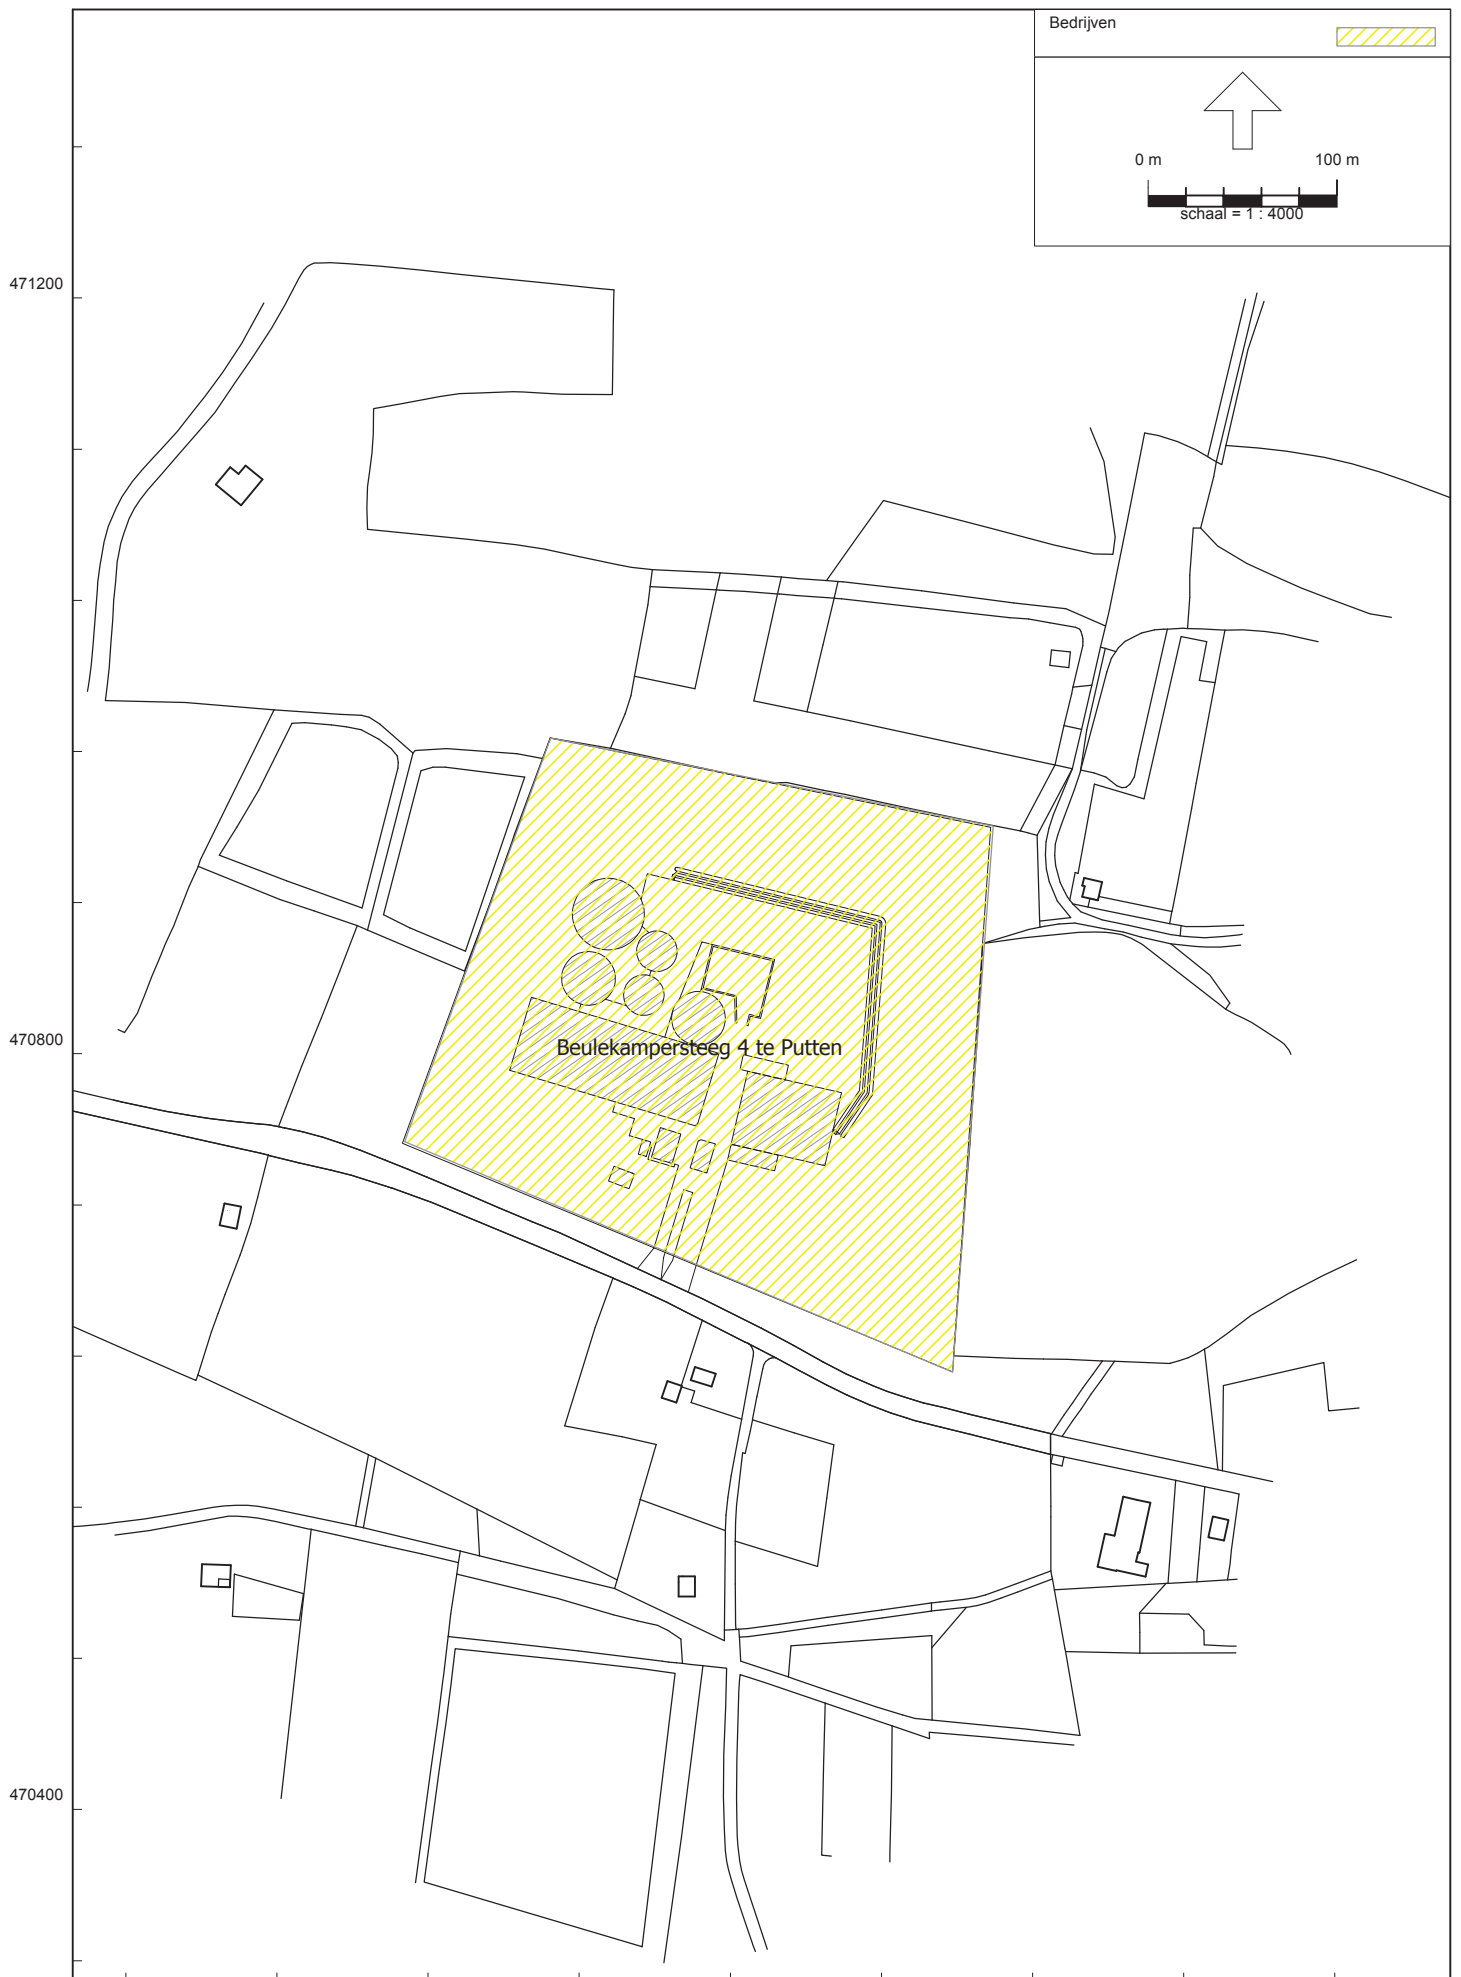 Bedrijven
0 m 100 m
schaal = 1 : 4000
471200
470800
Beulekampersteeg 4 te Putten
470400